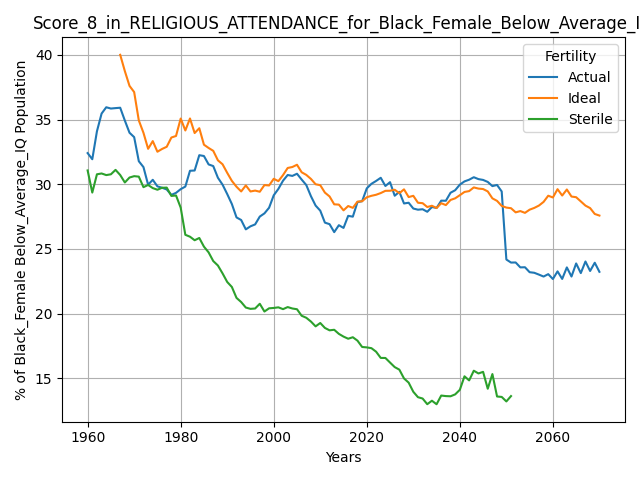 Score_8_in_RELIGIOUS_ATTENDANCE_for_Black_Female_Below_Average_I
% of Black_Female Below_Average_IQ Population
40
35
30
25
20
15
Fertility
Actual
Ideal
Sterile
1960 1980 2000 2020 2040 2060
Years